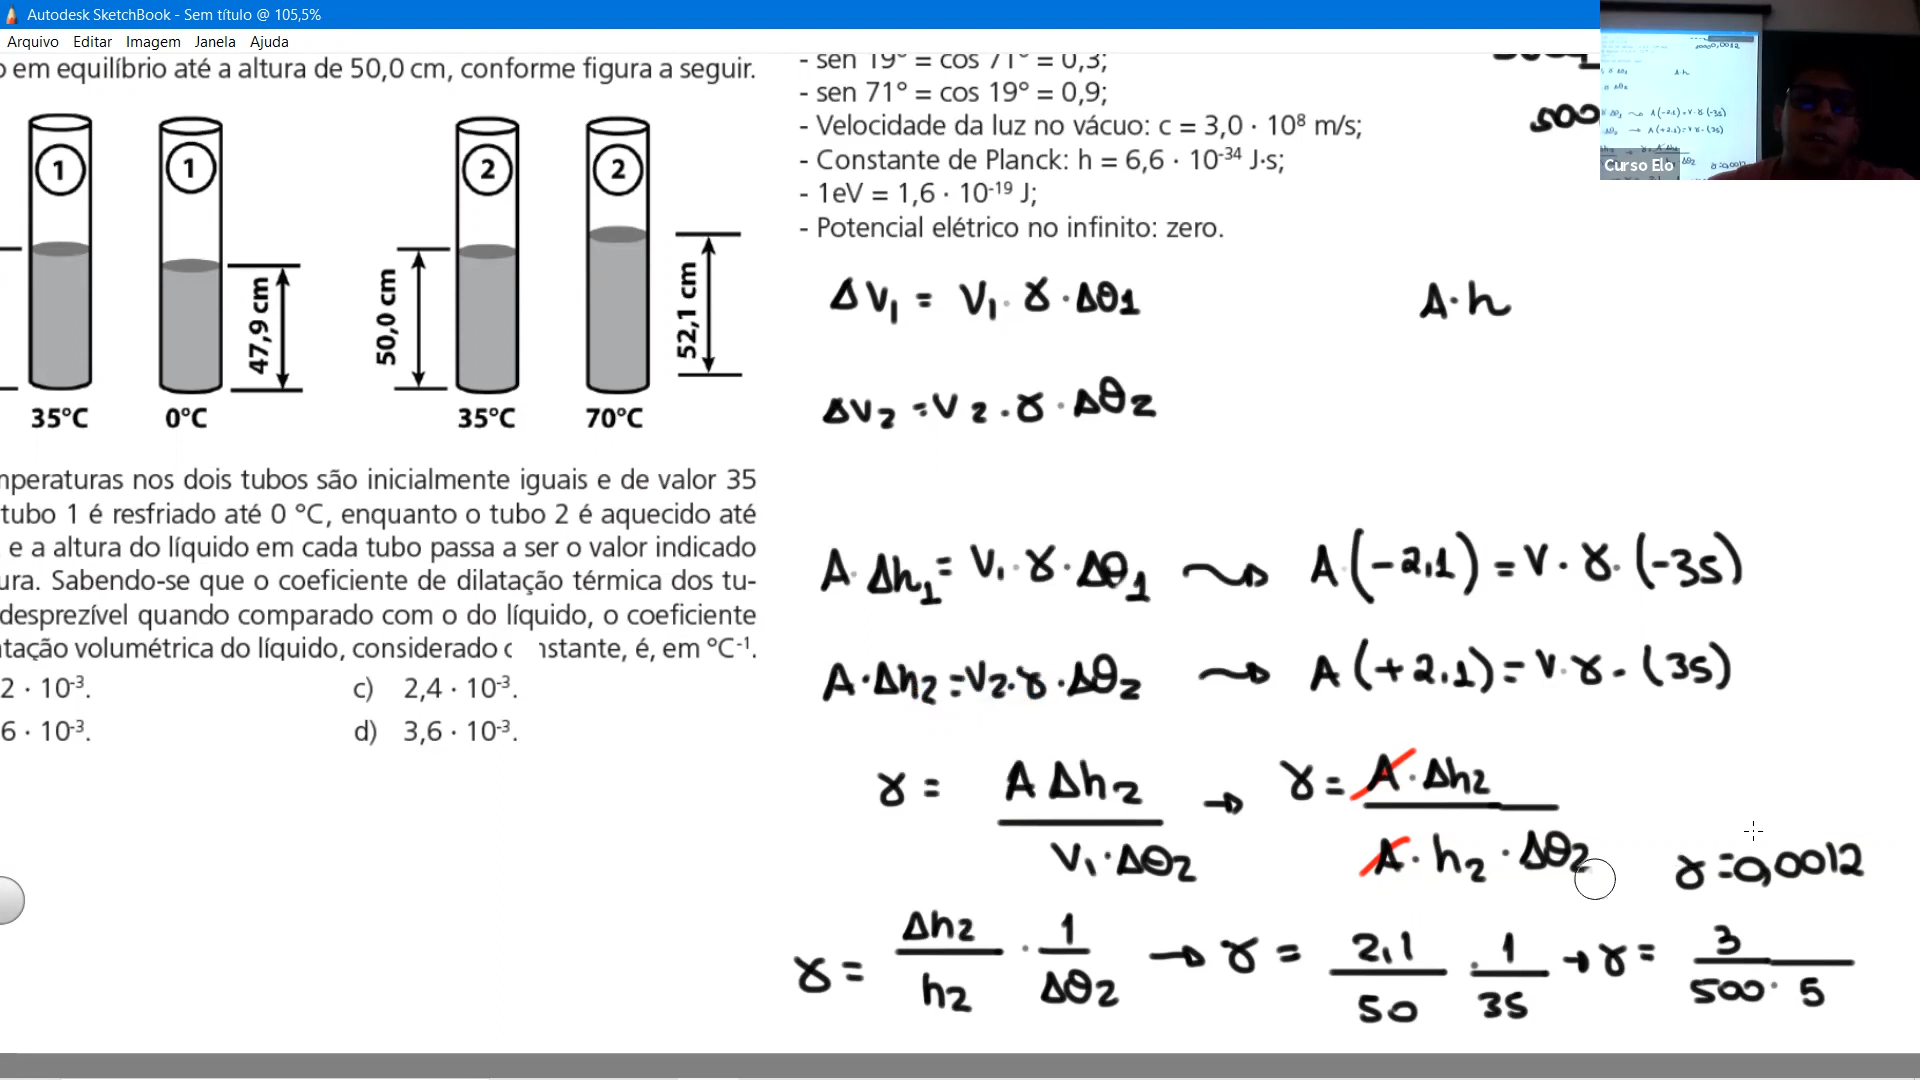 Autodesk SketchBook - Sem título @ 105,5%
Arquivo Editar Imagem Janela Ajuda
o em equilíbrio até a altura de 50,0 cm, conforme figura a seguir.
1 1 2 2
47,9 cm
50,0 cm
52,1 cm
35°C 0°C 35°C 70°C
mperaturas nos dois tubos são inicialmente iguais e de valor 35
tubo 1 é resfriado até 0 °C, enquanto o tubo 2 é aquecido até
e a altura do líquido em cada tubo passa a ser o valor indicado
ura. Sabendo-se que o coeficiente de dilatação térmica dos tu-
desprezível quando comparado com o do líquido, o coeficiente
tação volumétrica do líquido, considerado c nstante, é, em °C⁻¹.
2 · 10⁻³. c) 2,4 · 10⁻³.
6 · 10⁻³. d) 3,6 · 10⁻³.
- sen 19° = cos 71° = 0,3;
- sen 71° = cos 19° = 0,9;
- Velocidade da luz no vácuo: c = 3,0 · 10⁸ m/s;
- Constante de Planck: h = 6,6 · 10⁻³⁴ J·s;
- 1eV = 1,6 · 10⁻¹⁹ J;
- Potencial elétrico no infinito: zero.
500
Curso Elo
ΔV₁ = V₁ · γ · Δθ₁ A·h
ΔV₂ = V₂ · γ · Δθ₂
A · Δh₁ = V₁ · γ · Δθ₁ → A(-2,1) = V · γ · (-35)
A · Δh₂ = V₂ · γ · Δθ₂ → A(+2,1) = V · γ · (35)
γ = A Δh₂ / V₁ · Δθ₂ → γ = A · Δh₂ / A · h₂ · Δθ₂
γ = 0,0012
γ = Δh₂ / h₂ · 1 / Δθ₂ → γ = 2,1 / 50 · 1 / 35 → γ = 3 / 500 · 5